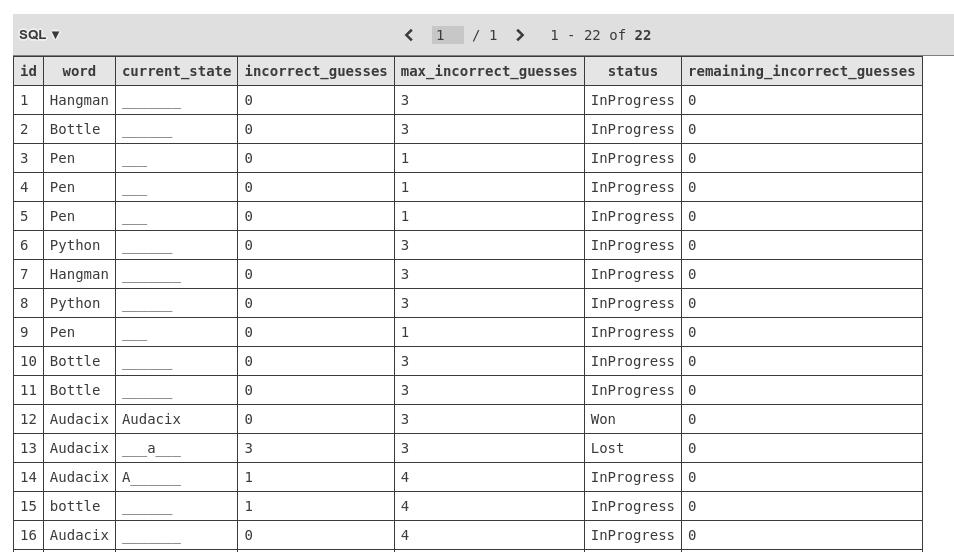 SQL ▼ 1 / 1 1 - 22 of 22
id word current_state incorrect_guesses max_incorrect_guesses status remaining_incorrect_guesses
1 Hangman _______ 0 3 InProgress 0
2 Bottle ______ 0 3 InProgress 0
3 Pen ___ 0 1 InProgress 0
4 Pen ___ 0 1 InProgress 0
5 Pen ___ 0 1 InProgress 0
6 Python ______ 0 3 InProgress 0
7 Hangman _______ 0 3 InProgress 0
8 Python ______ 0 3 InProgress 0
9 Pen ___ 0 1 InProgress 0
10 Bottle ______ 0 3 InProgress 0
11 Bottle ______ 0 3 InProgress 0
12 Audacix Audacix 0 3 Won 0
13 Audacix ___a___ 3 3 Lost 0
14 Audacix A______ 1 4 InProgress 0
15 bottle ______ 1 4 InProgress 0
16 Audacix _______ 0 4 InProgress 0